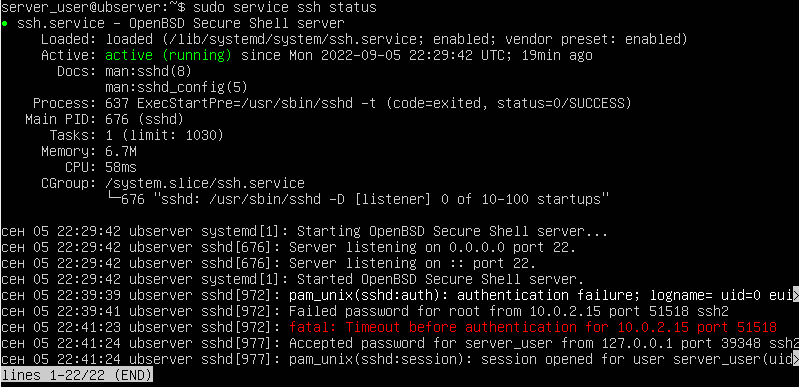 server_user@ubserver:~$ sudo service ssh status
● ssh.service - OpenBSD Secure Shell server
Loaded: loaded (/lib/systemd/system/ssh.service; enabled; vendor preset: enabled)
Active: active (running) since Mon 2022-09-05 22:29:42 UTC; 19min ago
Docs: man:sshd(8)
man:sshd_config(5)
Process: 637 ExecStartPre=/usr/sbin/sshd -t (code=exited, status=0/SUCCESS)
Main PID: 676 (sshd)
Tasks: 1 (limit: 1030)
Memory: 6.7M
CPU: 58ms
CGroup: /system.slice/ssh.service
└─676 "sshd: /usr/sbin/sshd -D [listener] 0 of 10-100 startups"
сен 05 22:29:42 ubserver systemd[1]: Starting OpenBSD Secure Shell server...
сен 05 22:29:42 ubserver sshd[676]: Server listening on 0.0.0.0 port 22.
сен 05 22:29:42 ubserver sshd[676]: Server listening on :: port 22.
сен 05 22:29:42 ubserver systemd[1]: Started OpenBSD Secure Shell server.
сен 05 22:39:39 ubserver sshd[972]: pam_unix(sshd:auth): authentication failure; logname= uid=0 eui>
сен 05 22:39:41 ubserver sshd[972]: Failed password for root from 10.0.2.15 port 51518 ssh2
сен 05 22:41:23 ubserver sshd[972]: fatal: Timeout before authentication for 10.0.2.15 port 51518
сен 05 22:41:24 ubserver sshd[977]: Accepted password for server_user from 127.0.0.1 port 39348 ssh2
сен 05 22:41:24 ubserver sshd[977]: pam_unix(sshd:session): session opened for user server_user(uid>
lines 1-22/22 (END)